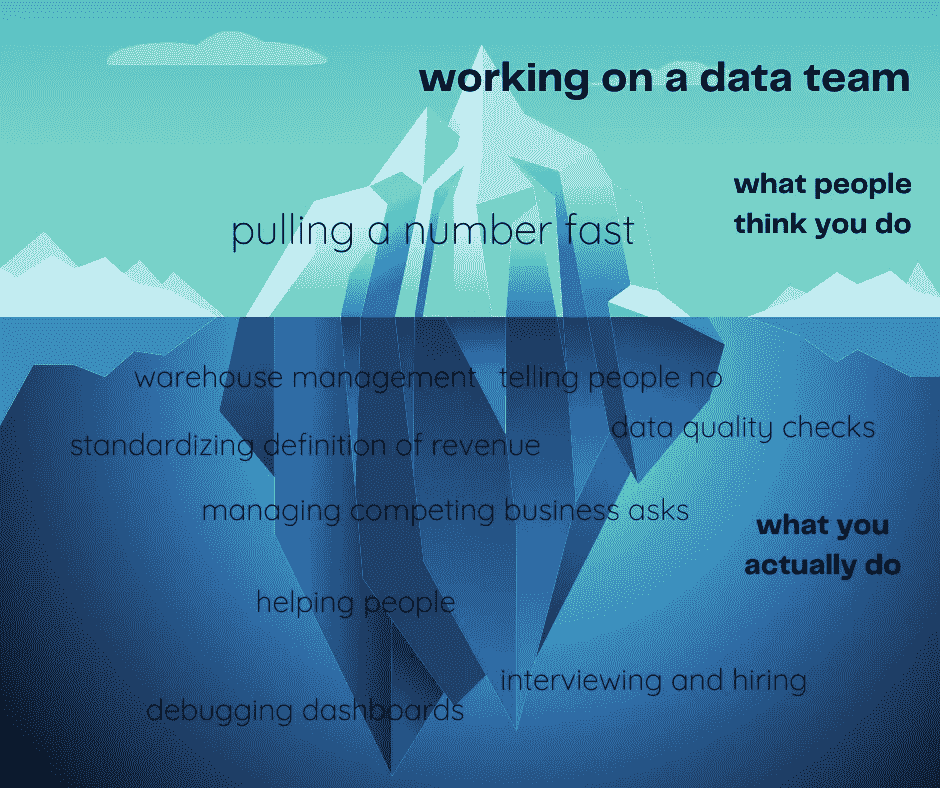 working on a data team
what people
think you do
pulling a number fast
warehouse management
telling people no
data quality checks
standardizing definition of revenue
managing competing business asks
what you
actually do
helping people
interviewing and hiring
debugging dashboards